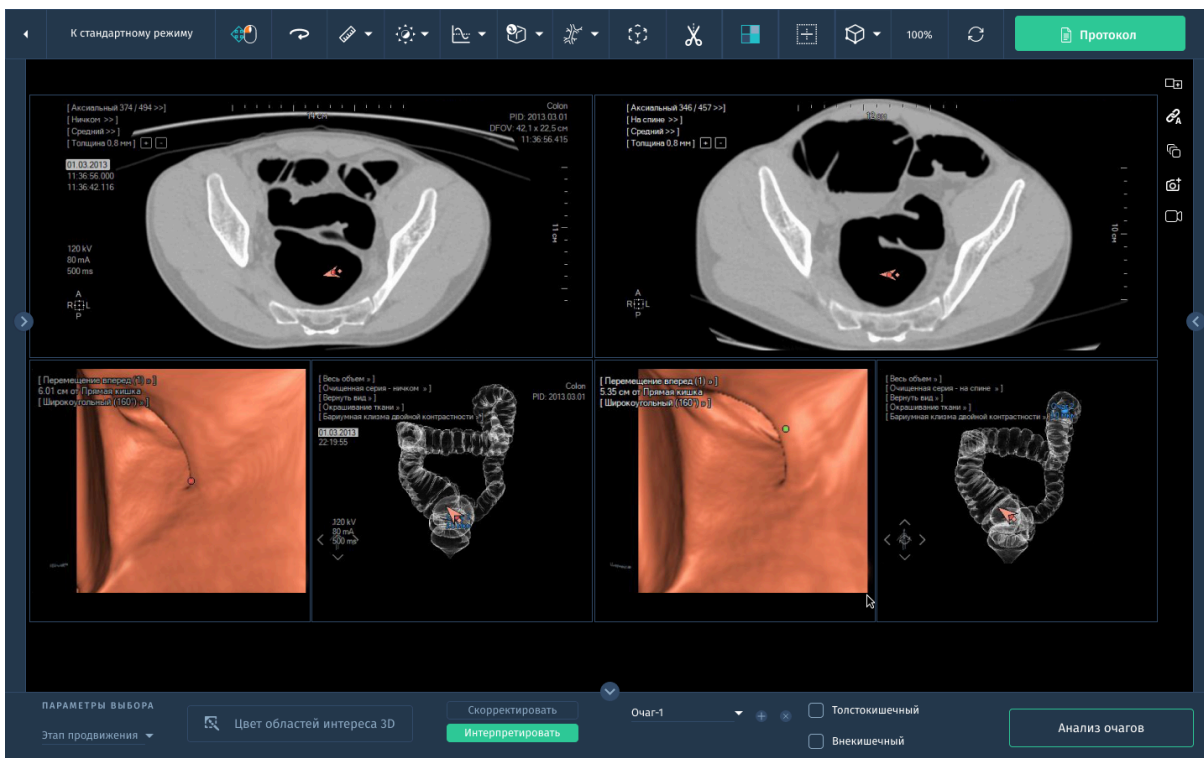 К стандартному режиму
100%
Протокол
[ Аксиальный 374 / 494 >>]
[ Ничком >> ]
[ Средний >> ]
[ Толщина 0,8 мм ] + -
01.03.2013
11:36:56.000
11.36:42.116
14 см
Colon
PID: 2013.03.01
DFOV: 42,1 x 22,5 см
11:36:56.415
11 см
120 kV
80 mA
500 ms
A
R L
P
[ Аксиальный 346 / 457 >>]
[ На спине >> ]
[ Средний >> ]
[ Толщина 0,8 мм ] + -
10 см
A
R L
P
[ Перемещение вперед (1) » ]
6.01 см от Прямая кишка
[ Широкоугольный (160˚) » ]
[ Весь объем » ]
[ Очищенная серия - ничком » ]
[ Вернуть вид » ]
[ Окрашивание ткани » ]
[ Бариумная клизма двойной контрастности » ]
01.03.2013
22:19:55
Colon
PID: 2013.03.01
120 kV
80 mA
500 ms
[ Перемещение вперед (1) » ]
5.35 см от Прямая кишка
[ Широкоугольный (160˚) » ]
[ Весь объем » ]
[ Очищенная серия - на спине » ]
[ Вернуть вид » ]
[ Окрашивание ткани » ]
[ Бариумная клизма двойной контрастности » ]
ПАРАМЕТРЫ ВЫБОРА
Этап продвижения
Цвет областей интереса 3D
Скорректировать
Интерпретировать
Очаг-1
Толстокишечный
Внекишечный
Анализ очагов